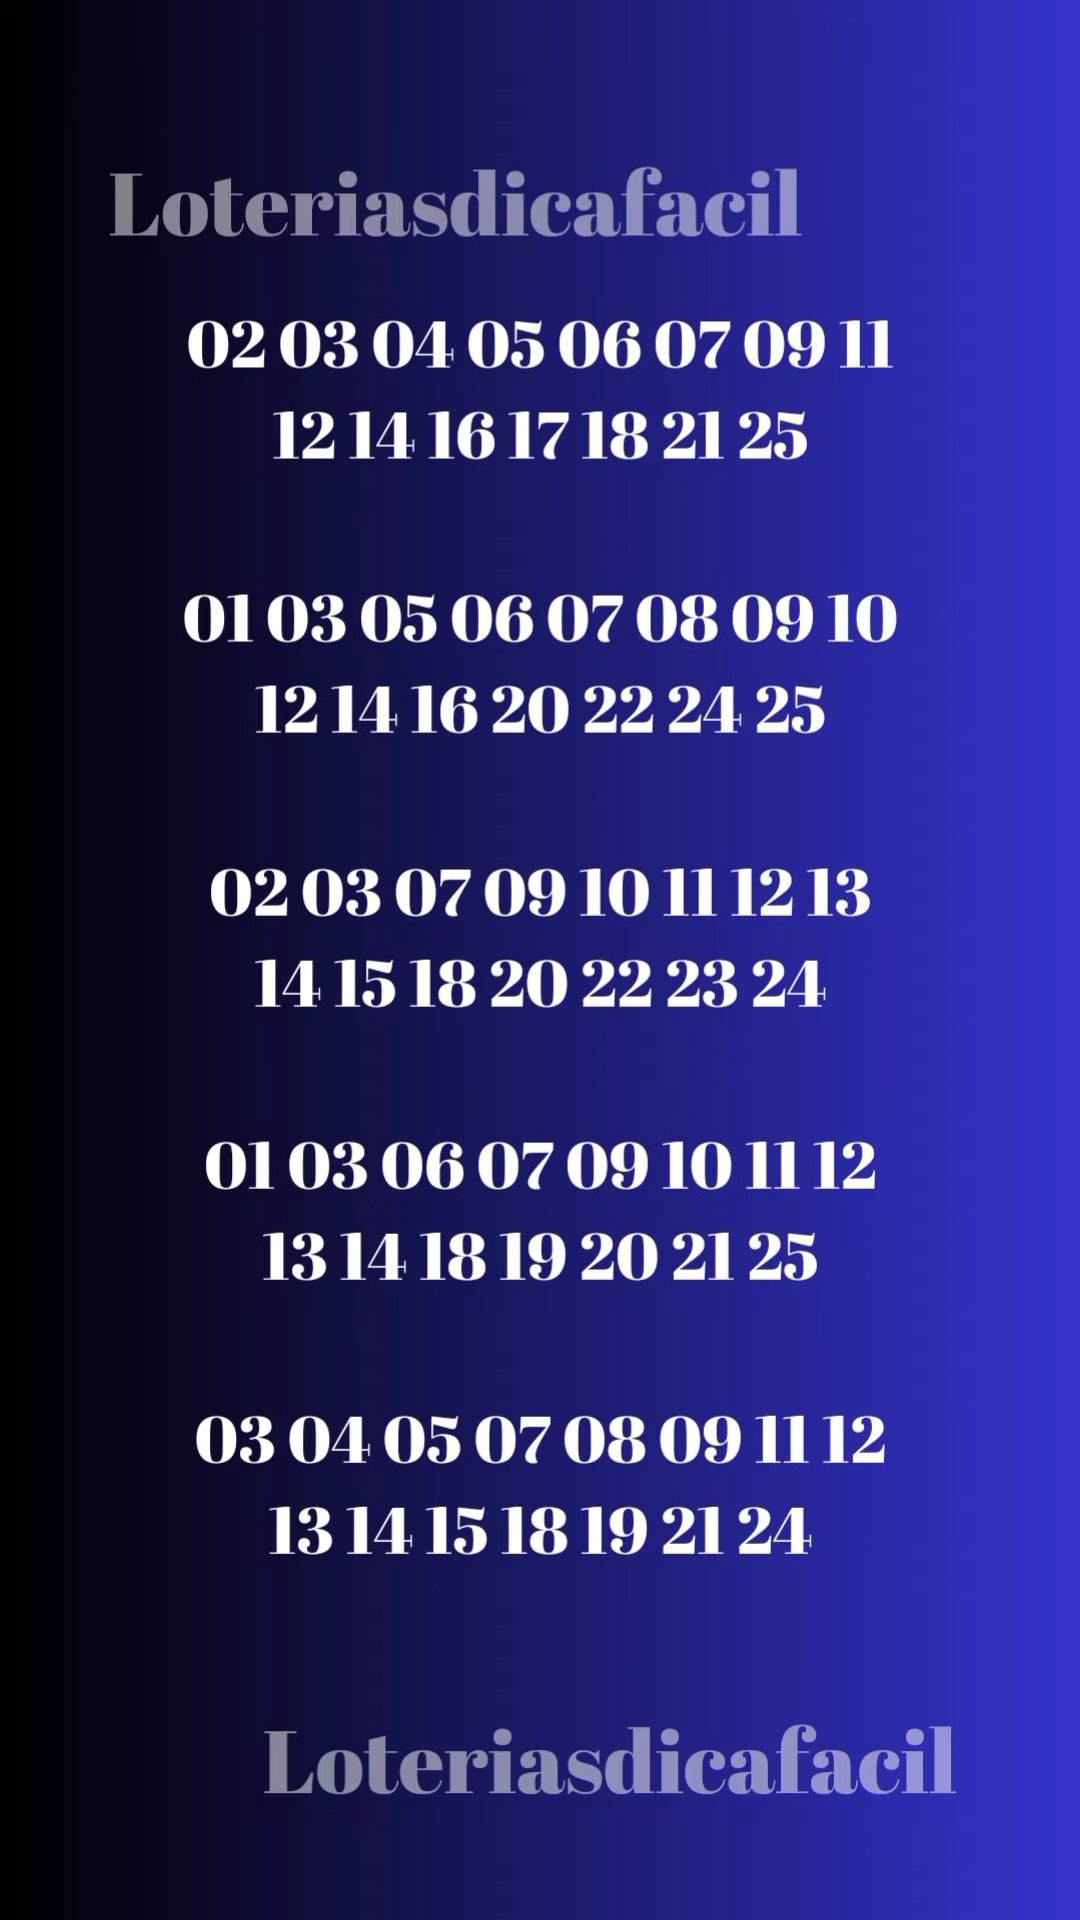 Loteriasdicafacil
02 03 04 05 06 07 09 11
12 14 16 17 18 21 25
01 03 05 06 07 08 09 10
12 14 16 20 22 24 25
02 03 07 09 10 11 12 13
14 15 18 20 22 23 24
01 03 06 07 09 10 11 12
13 14 18 19 20 21 25
03 04 05 07 08 09 11 12
13 14 15 18 19 21 24
Loteriasdicafacil